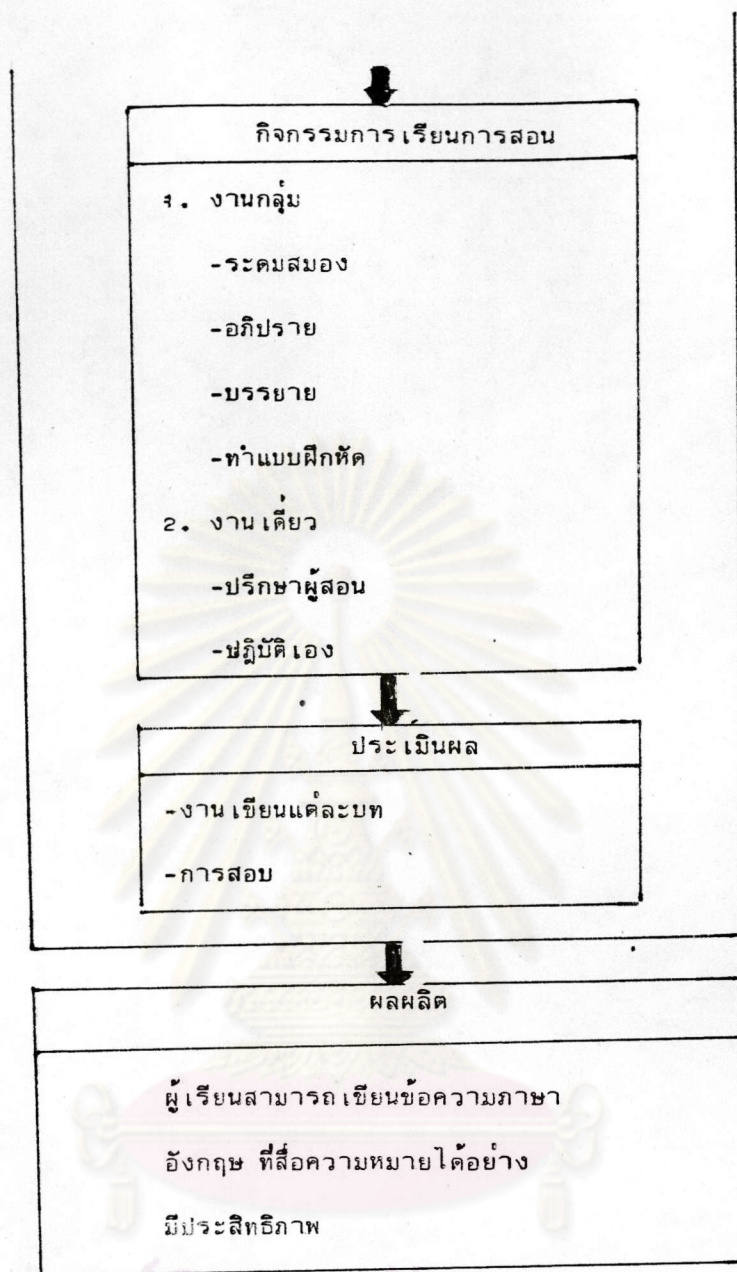 กิจกรรมการเรียนการสอน
1. งานกลุ่ม
-ระดมสมอง
-อภิปราย
-บรรยาย
-ทำแบบฝึกหัด
2. งานเดี่ยว
-ปรึกษาผู้สอน
-ปฏิบัติเอง
ประเมินผล
-งานเขียนแต่ละบท
-การสอบ
ผลผลิต
ผู้เรียนสามารถเขียนข้อความภาษา
อังกฤษ ที่สื่อความหมายได้อย่าง
มีประสิทธิภาพ